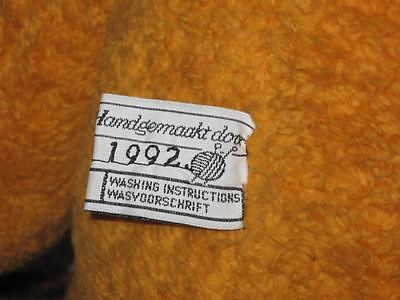 Handgemaakt door
1992
WASHING INSTRUCTIONS
WASVOORSCHRIFT